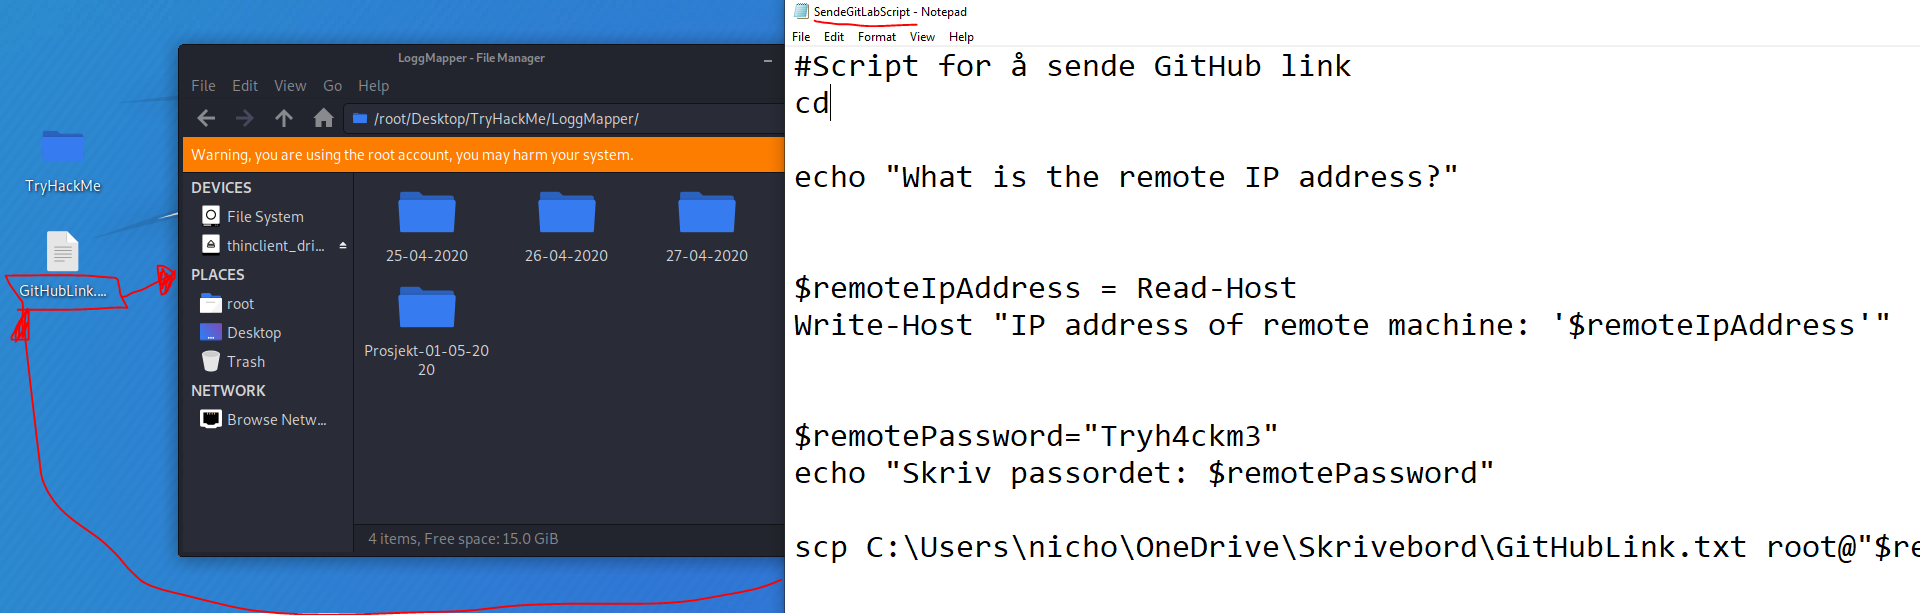 TryHackMe
GitHubLink....
LoggMapper - File Manager
File Edit View Go Help
/root/Desktop/TryHackMe/LoggMapper/
Warning, you are using the root account, you may harm your system.
DEVICES
File System
thinclient_dri...
PLACES
root
Desktop
Trash
NETWORK
Browse Netw...
25-04-2020
26-04-2020
27-04-2020
Prosjekt-01-05-20
20
4 items, Free space: 15.0 GiB
SendeGitLabScript - Notepad
File Edit Format View Help
#Script for å sende GitHub link
cd
echo "What is the remote IP address?"
$remoteIpAddress = Read-Host
Write-Host "IP address of remote machine: '$remoteIpAddress'"
$remotePassword="Tryh4ckm3"
echo "Skriv passordet: $remotePassword"
scp C:\Users\nicho\OneDrive\Skrivebord\GitHubLink.txt root@"$re